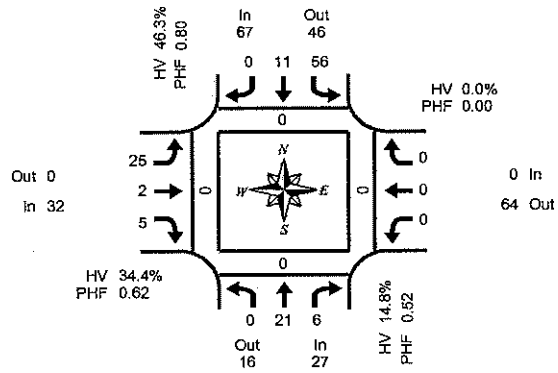 HV 46.3%
PHF 0.80
In
67
Out
46
0 11 56
HV 0.0%
PHF 0.00
0
25
2
5
0
N
W E
S
0
0
0
0
Out 0
In 32
0 In
64 Out
0
HV 34.4%
PHF 0.62
0 21 6
Out
16
In
27
HV 14.8%
PHF 0.52